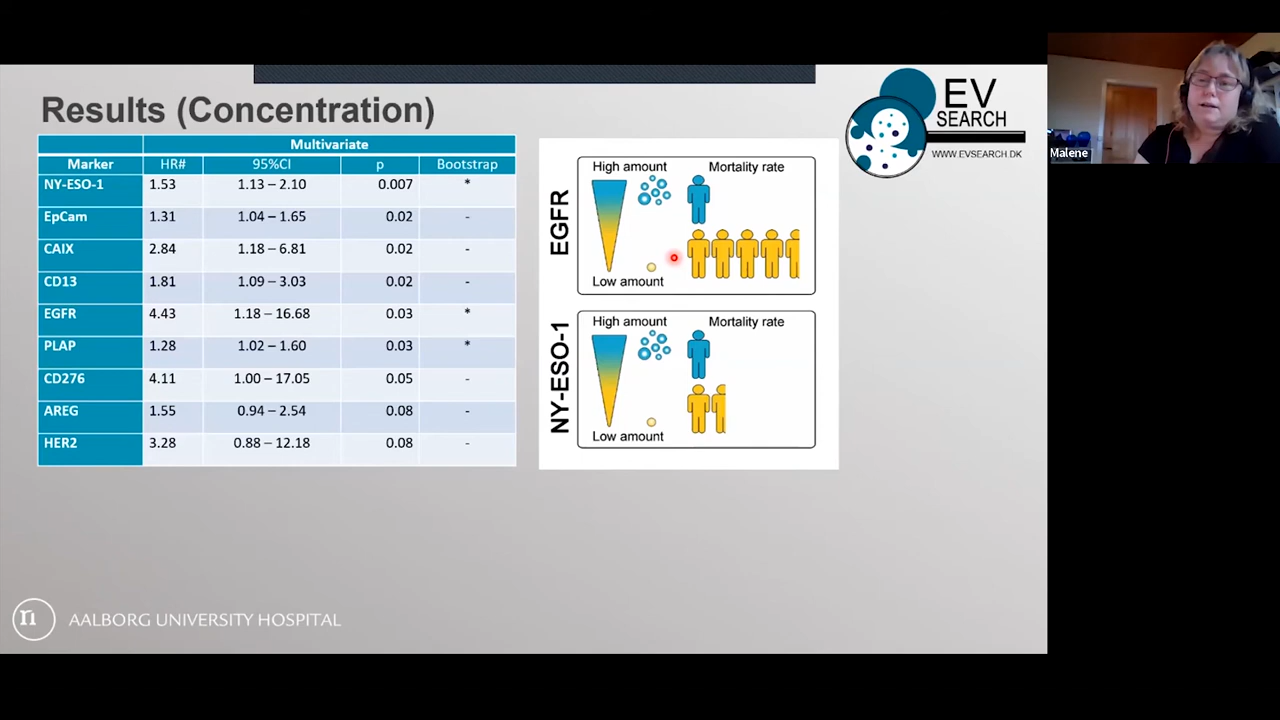 Results (Concentration)
Multivariate
Marker HR# 95%CI p Bootstrap
NY-ESO-1 1.53 1.13 – 2.10 0.007 *
EpCam 1.31 1.04 – 1.65 0.02 -
CAIX 2.84 1.18 – 6.81 0.02 -
CD13 1.81 1.09 – 3.03 0.02 -
EGFR 4.43 1.18 – 16.68 0.03 *
PLAP 1.28 1.02 – 1.60 0.03 *
CD276 4.11 1.00 – 17.05 0.05 -
AREG 1.55 0.94 – 2.54 0.08 -
HER2 3.28 0.88 – 12.18 0.08 -
EGFR
High amount Mortality rate
Low amount
NY-ESO-1
High amount Mortality rate
Low amount
EV
SEARCH
WWW.EVSEARCH.DK
Malene
n AALBORG UNIVERSITY HOSPITAL